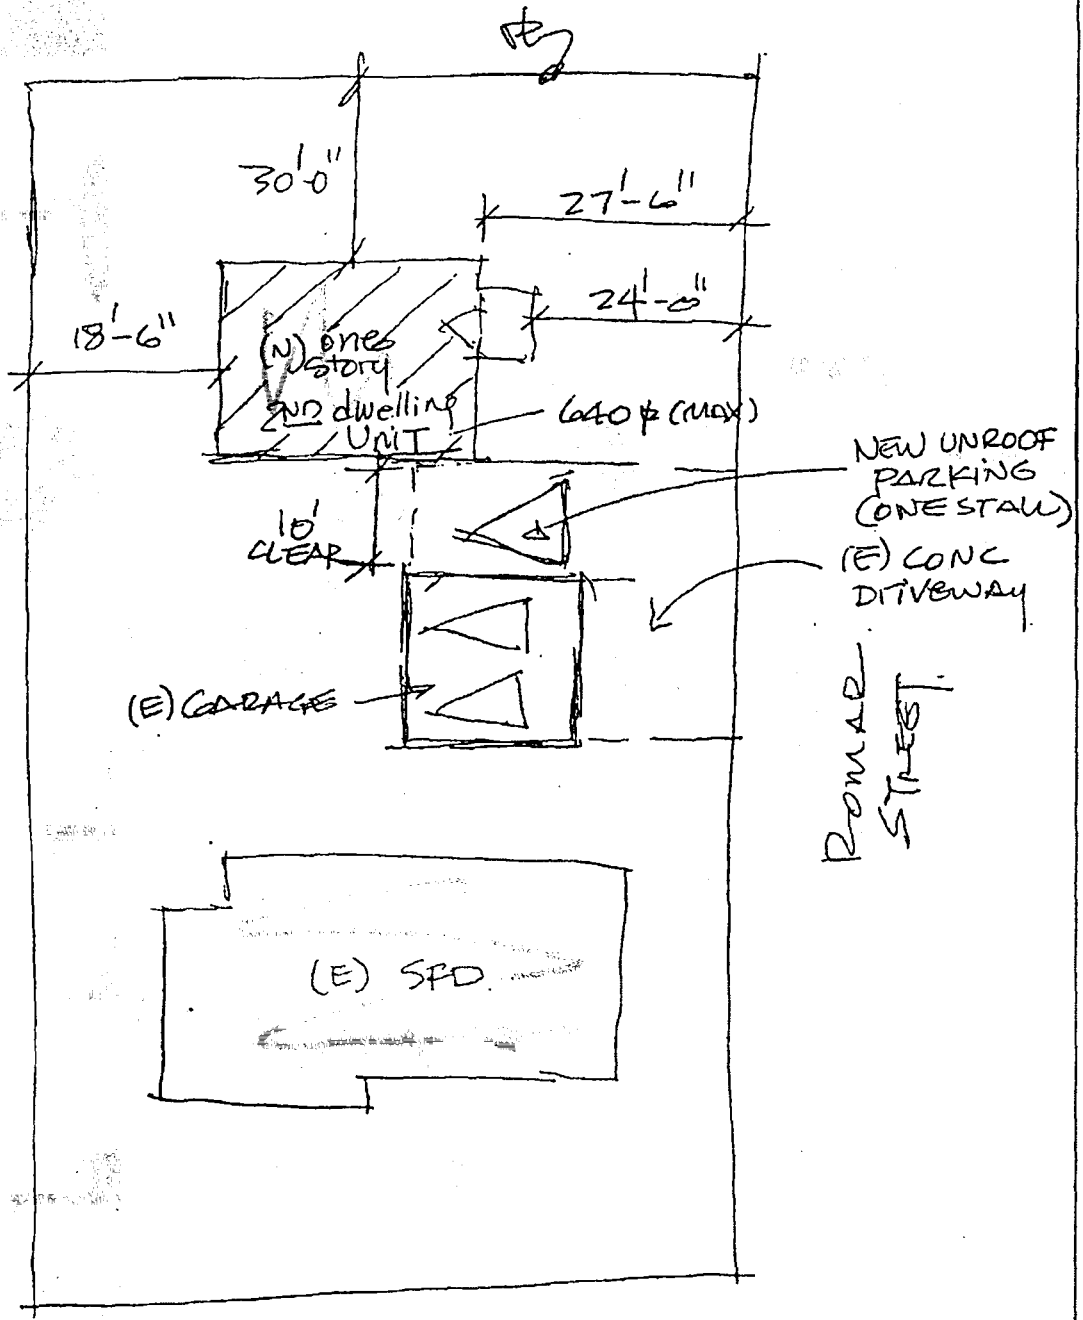 PL
30'-0"
27'-6"
24'-0"
18'-6"
(N) one
story
2ND dwelling
UNIT
640 ⌀ (MAX)
NEW UNROOF
PARKING
(ONE STALL)
10'
CLEAR
(E) CONC
DRIVEWAY
(E) GARAGE
ROMAR
STREET.
(E) SFD.